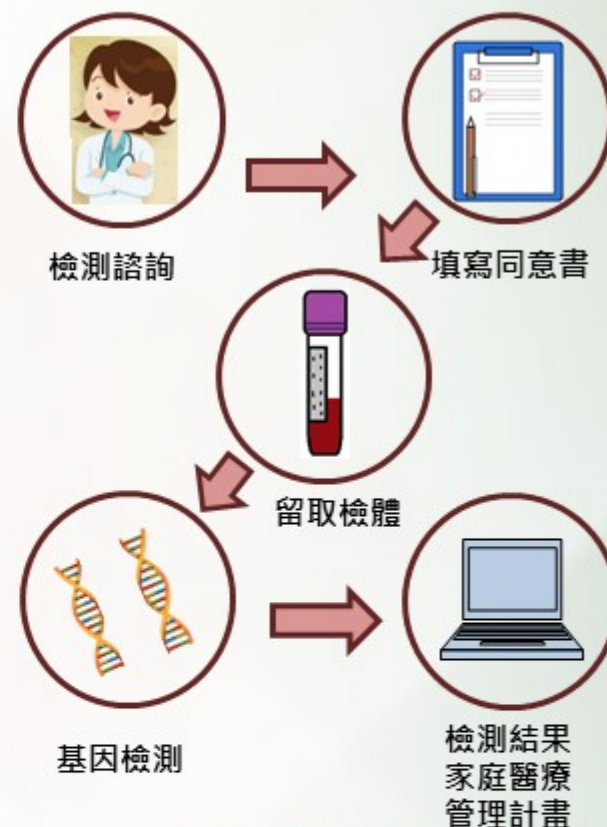 檢測諮詢
填寫同意書
留取檢體
基因檢測
檢測結果
家庭醫療
管理計畫